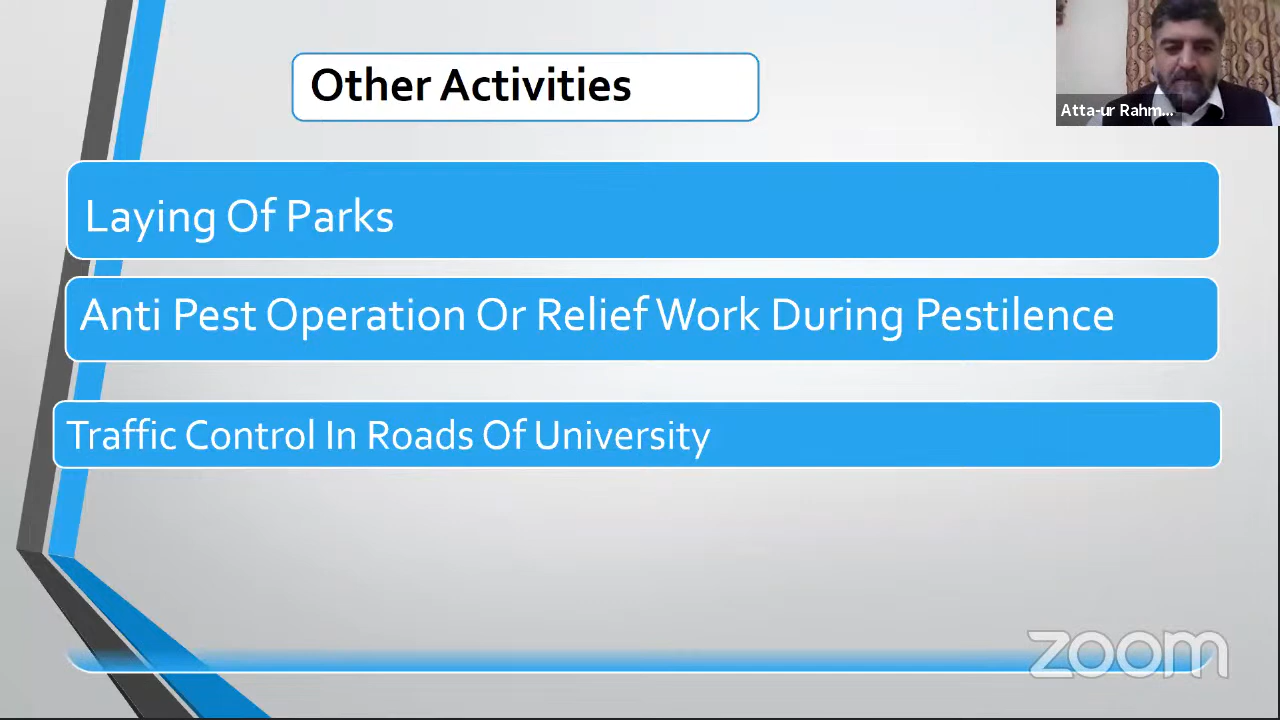 Other Activities
Atta-ur Rahm...
Laying Of Parks
Anti Pest Operation Or Relief Work During Pestilence
Traffic Control In Roads Of University
zoom